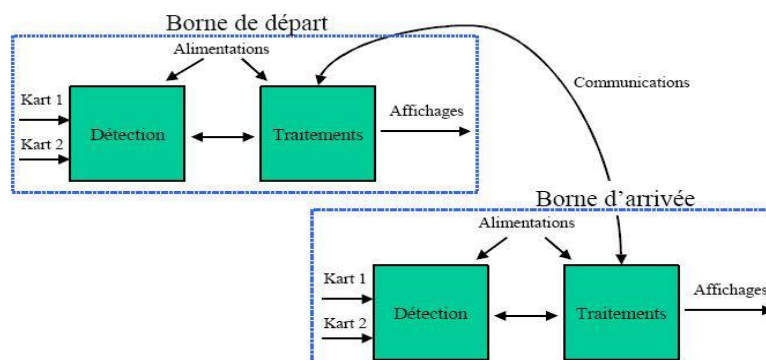 Borne de départ
Alimentations
Kart 1
Kart 2
Détection
Traitements
Affichages
Communications
Borne d'arrivée
Alimentations
Kart 1
Kart 2
Détection
Traitements
Affichages